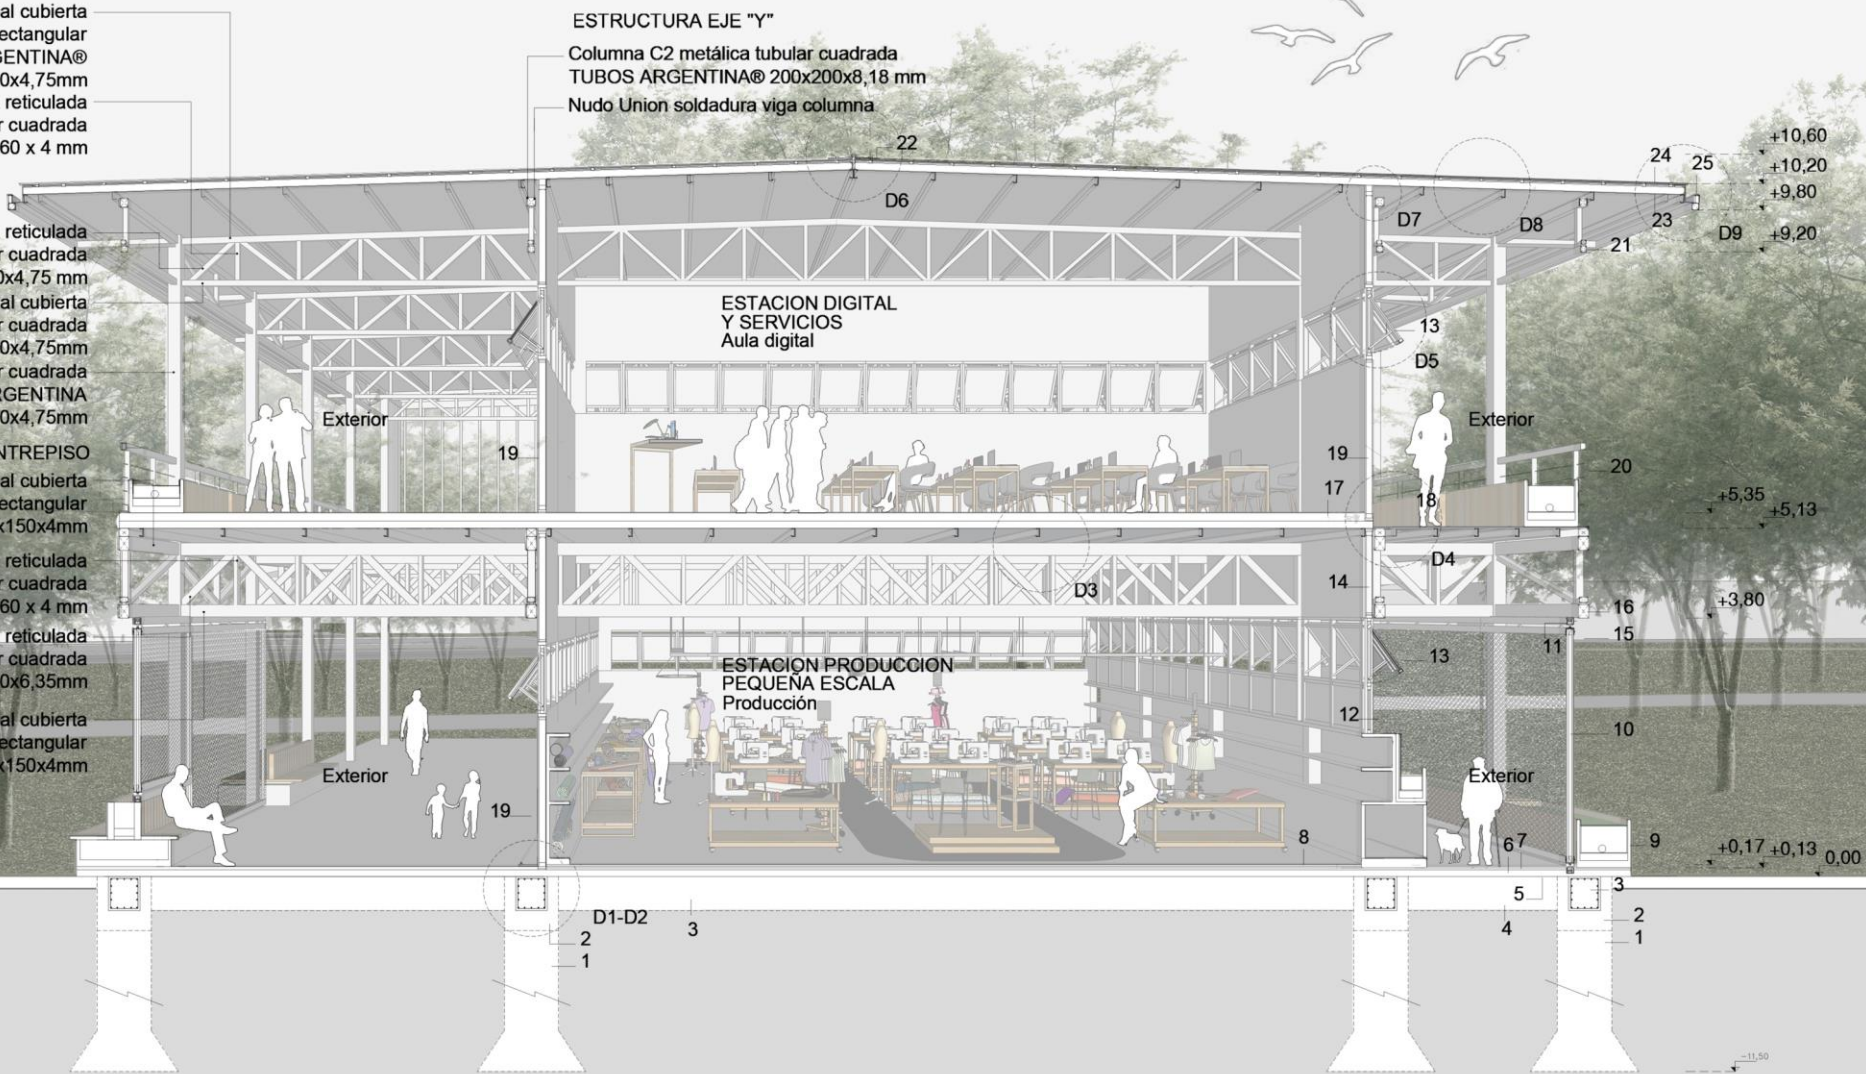 al cubierta
ectangular
GENTINA®
0x4,75mm
reticulada
r cuadrada
60 x 4 mm
reticulada
r cuadrada
0x4,75 mm
al cubierta
r cuadrada
0x4,75mm
r cuadrada
RGENTINA
0x4,75mm
NTREPISO
al cubierta
ectangular
x150x4mm
reticulada
r cuadrada
60 x 4 mm
reticulada
r cuadrada
0x6,35mm
al cubierta
ectangular
x150x4mm
ESTRUCTURA EJE "Y"
Columna C2 metálica tubular cuadrada
TUBOS ARGENTINA® 200x200x8,18 mm
Nudo Union soldadura viga columna
22
D6
D7
D8
24
25
23
D9
21
+10,60
+10,20
+9,80
+9,20
ESTACION DIGITAL
Y SERVICIOS
Aula digital
13
D5
Exterior
Exterior
19
19
17
18
20
+5,35
+5,13
D3
D4
14
16
15
11
+3,80
ESTACION PRODUCCION
PEQUEÑA ESCALA
Producción
13
12
10
Exterior
Exterior
19
8
6
7
9
+0,17
+0,13
0,00
5
3
D1-D2
3
4
2
1
2
1
-11,50